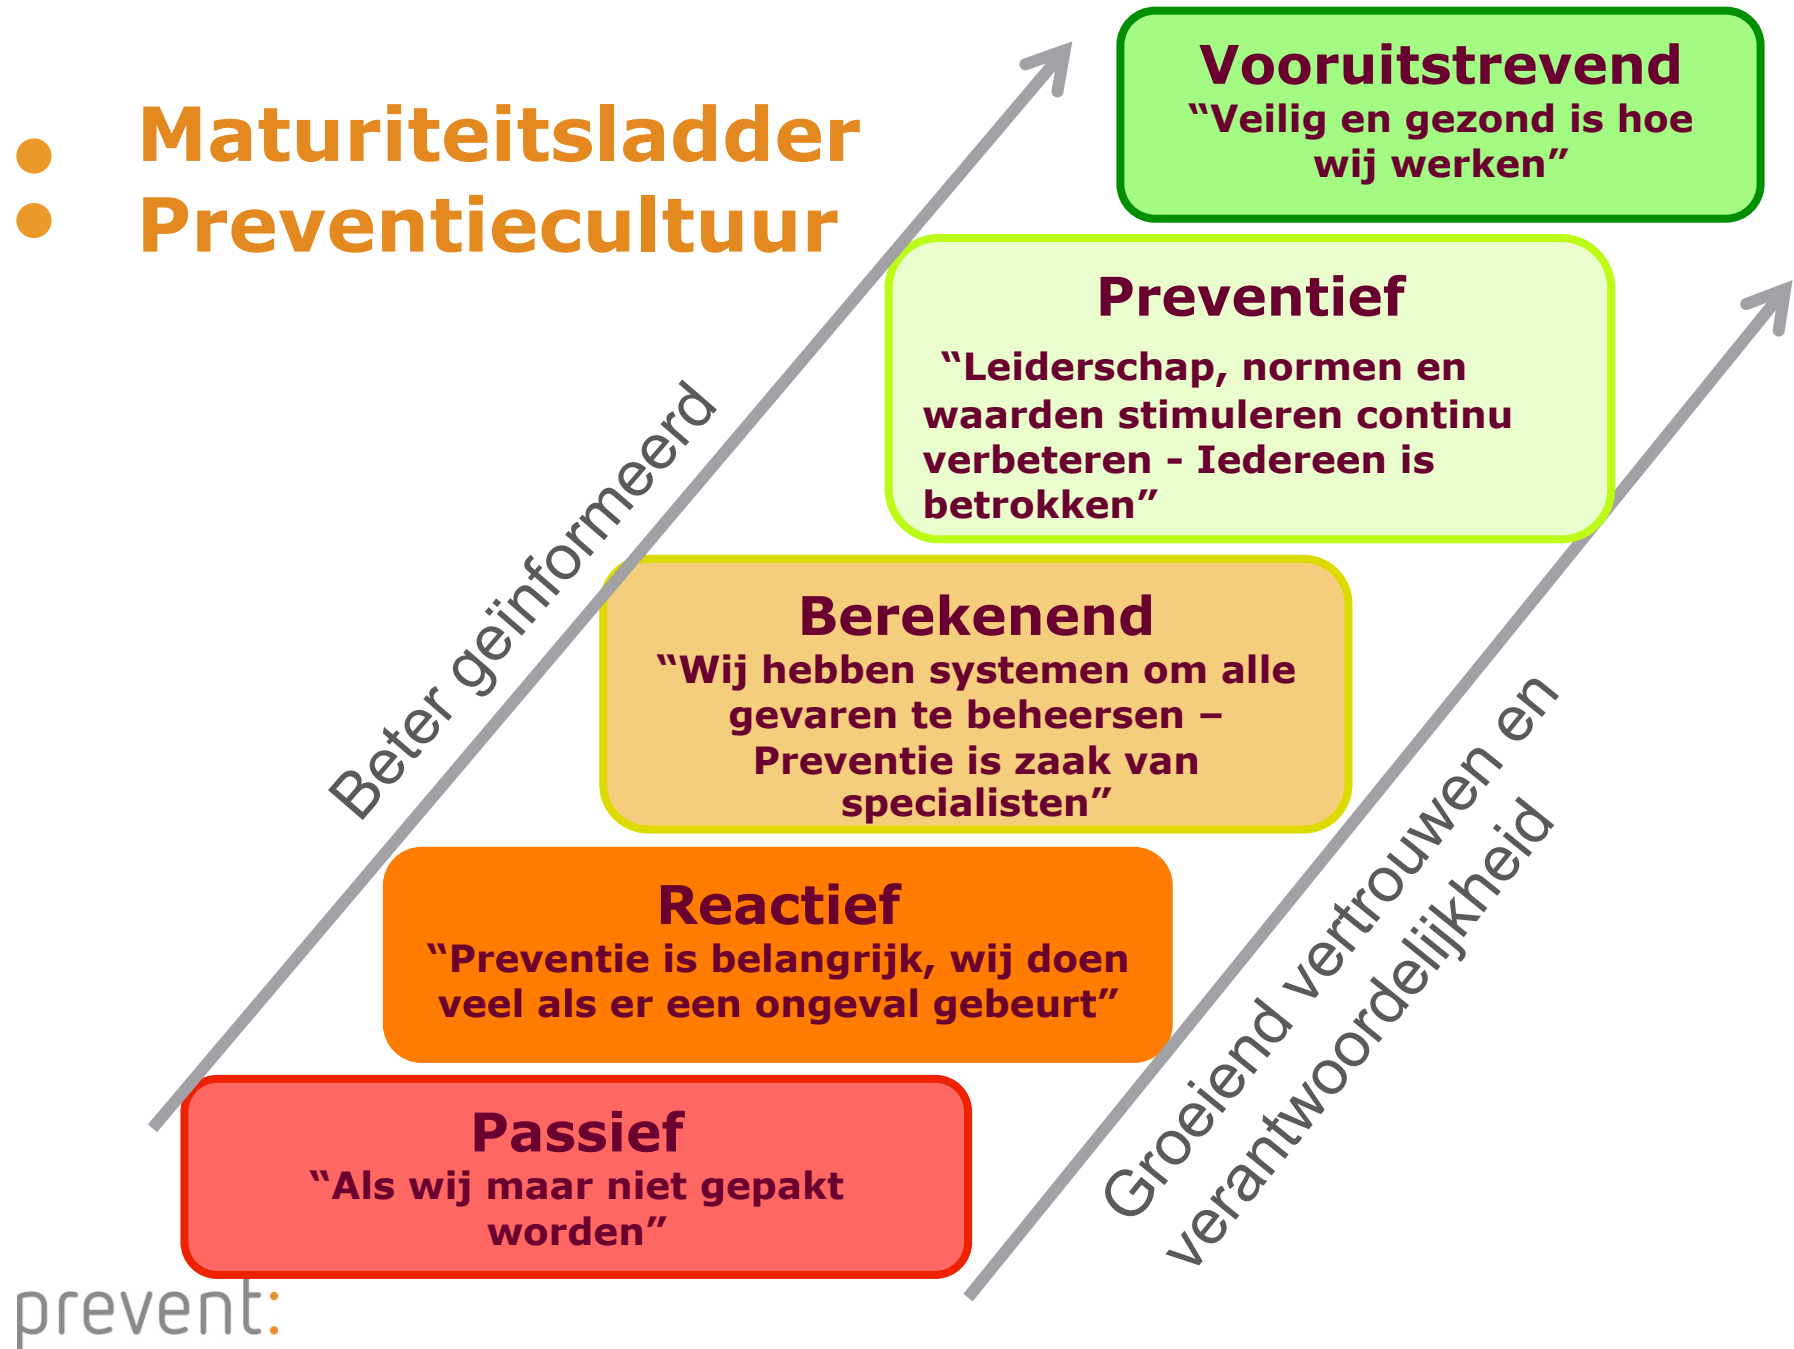 Maturiteitsladder
Preventiecultuur
Vooruitstrevend
“Veilig en gezond is hoe
wij werken”
Preventief
“Leiderschap, normen en
waarden stimuleren continu
verbeteren - Iedereen is
betrokken”
Berekenend
“Wij hebben systemen om alle
gevaren te beheersen –
Preventie is zaak van
specialisten”
Reactief
“Preventie is belangrijk, wij doen
veel als er een ongeval gebeurt”
Passief
“Als wij maar niet gepakt
worden”
Beter geïnformeerd
Groeiend vertrouwen en
verantwoordelijkheid
prevent: